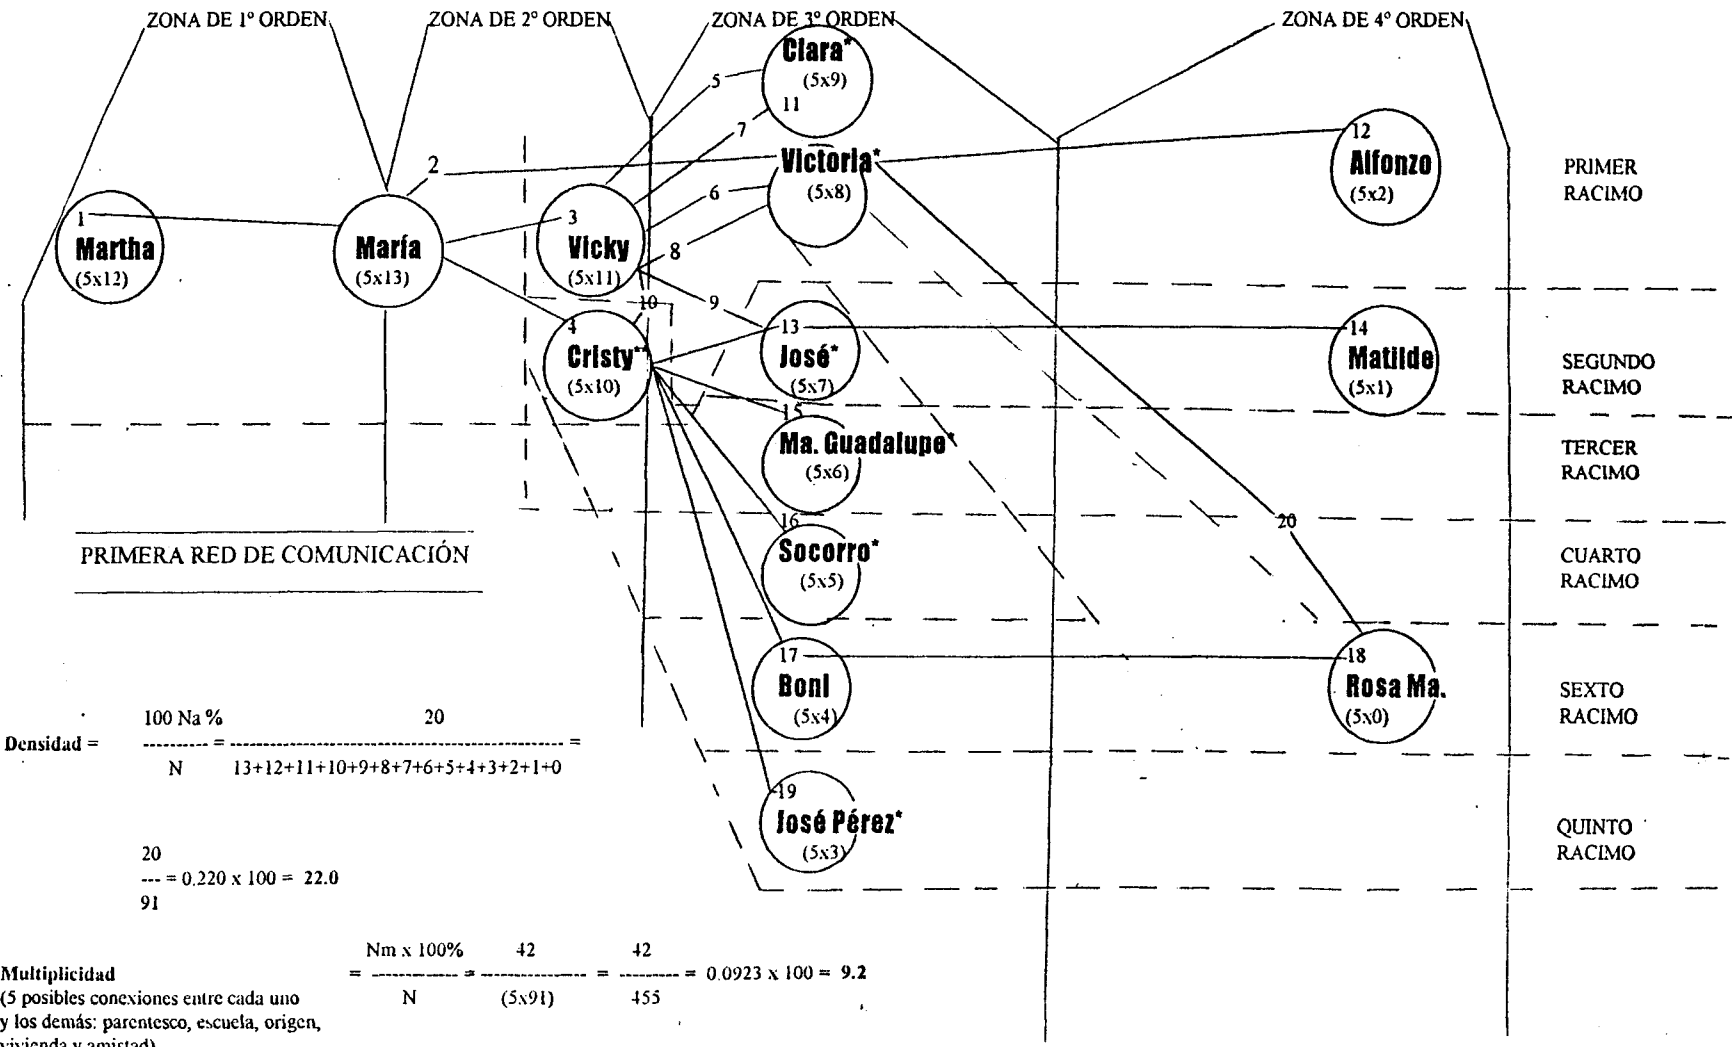 ZONA DE 1º ORDEN
ZONA DE 2º ORDEN
ZONA DE 3º ORDEN
ZONA DE 4º ORDEN
Clara*
(5x9)
5
11
7
12
Alfonzo
(5x2)
PRIMER
RACIMO
2
Victoria*
(5x8)
6
1
Martha
(5x12)
María
(5x13)
3
Vicky
(5x11)
8
10
9
4
Cristy**
(5x10)
13
José*
(5x7)
14
Matilde
(5x1)
SEGUNDO
RACIMO
15
Ma. Guadalupe*
(5x6)
TERCER
RACIMO
16
Socorro*
(5x5)
20
CUARTO
RACIMO
PRIMERA RED DE COMUNICACIÓN
17
Boni
(5x4)
18
Rosa Ma.
(5x0)
SEXTO
RACIMO
19
José Pérez*
(5x3)
QUINTO
RACIMO
100 Na % 20
Densidad = ---------- = ---------------------------------------------------- =
N 13+12+11+10+9+8+7+6+5+4+3+2+1+0
20
--- = 0.220 x 100 = 22.0
91
Nm x 100% 42 42
Multiplicidad = ---------- = --------------- = --------- = 0.0923 x 100 = 9.2
(5 posibles conexiones entre cada uno N (5x91) 455
y los demás: parentesco, escuela, origen,
vivienda y amistad)